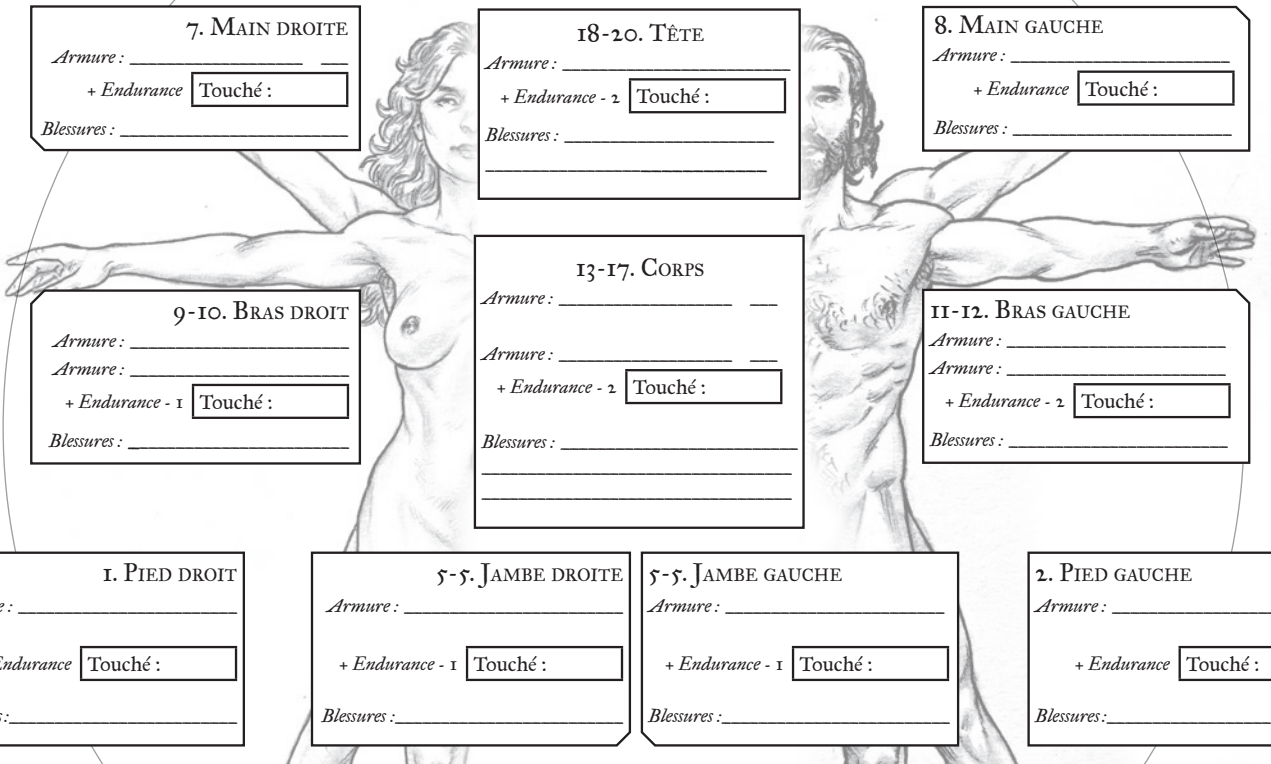 7. Main droite
Armure :
+ Endurance Touché :
Blessures :
18-20. Tête
Armure :
+ Endurance - 2 Touché :
Blessures :
8. Main gauche
Armure :
+ Endurance Touché :
Blessures :
9-10. Bras droit
Armure :
Armure :
+ Endurance - 1 Touché :
Blessures :
13-17. Corps
Armure :
Armure :
+ Endurance - 2 Touché :
Blessures :
11-12. Bras gauche
Armure :
Armure :
+ Endurance - 2 Touché :
Blessures :
1. Pied droit
e :
Endurance Touché :
s :
5-5. Jambe droite
Armure :
+ Endurance - 1 Touché :
Blessures :
5-5. Jambe gauche
Armure :
+ Endurance - 1 Touché :
Blessures :
2. Pied gauche
Armure :
+ Endurance Touché :
Blessures :